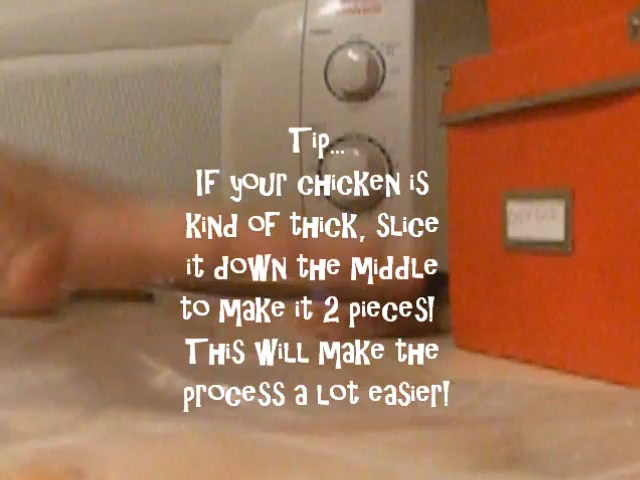 Tip...
IF your chicken is
kind of thick, slice
it down the middle
to make it 2 pieces!
This will make the
process a lot easier!